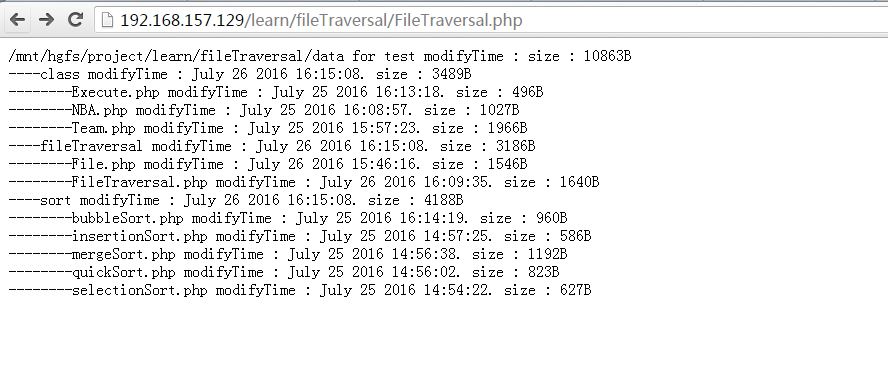 192.168.157.129/learn/fileTraversal/FileTraversal.php
/mnt/hgfs/project/learn/fileTraversal/data for test modifyTime : size : 10863B
----class modifyTime : July 26 2016 16:15:08. size : 3489B
--------Execute.php modifyTime : July 25 2016 16:13:18. size : 496B
--------NBA.php modifyTime : July 25 2016 16:08:57. size : 1027B
--------Team.php modifyTime : July 25 2016 15:57:23. size : 1966B
----fileTraversal modifyTime : July 26 2016 16:15:08. size : 3186B
--------File.php modifyTime : July 26 2016 15:46:16. size : 1546B
--------FileTraversal.php modifyTime : July 26 2016 16:09:35. size : 1640B
----sort modifyTime : July 26 2016 16:15:08. size : 4188B
--------bubbleSort.php modifyTime : July 25 2016 16:14:19. size : 960B
--------insertionSort.php modifyTime : July 25 2016 14:57:25. size : 586B
--------mergeSort.php modifyTime : July 25 2016 14:56:38. size : 1192B
--------quickSort.php modifyTime : July 25 2016 14:56:02. size : 823B
--------selectionSort.php modifyTime : July 25 2016 14:54:22. size : 627B